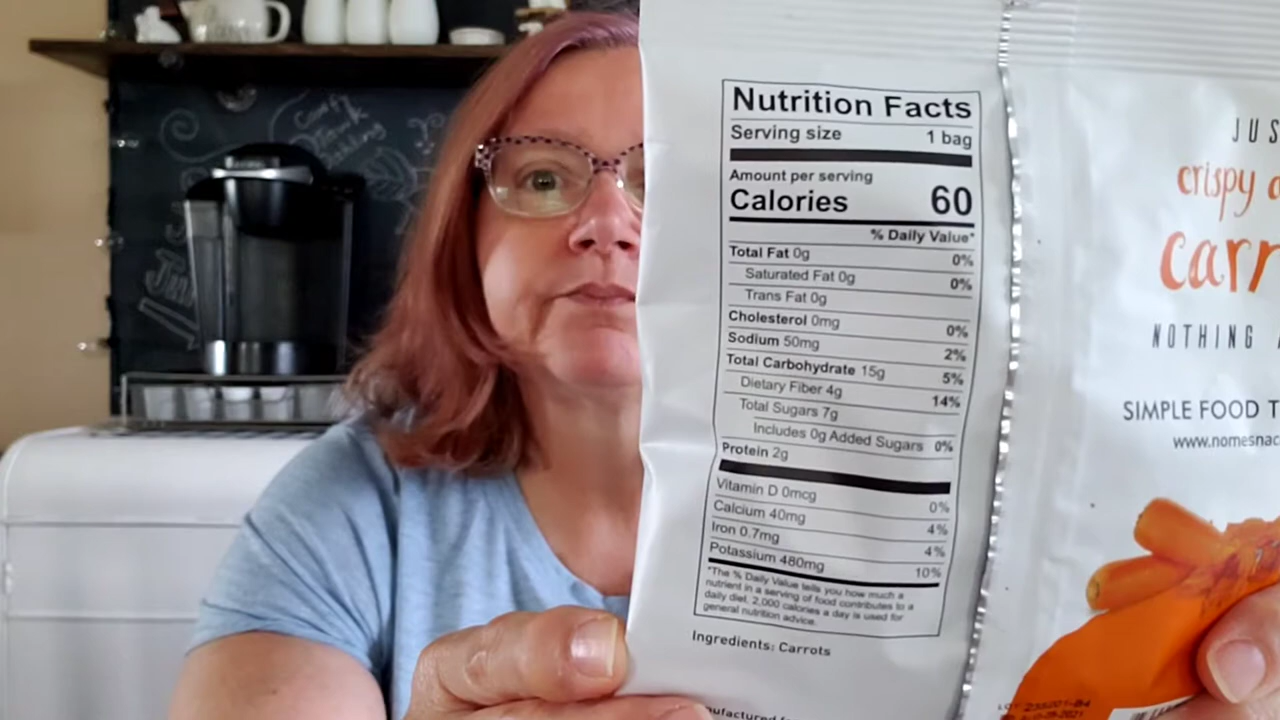 Nutrition Facts
Serving size 1 bag
Amount per serving
Calories 60
% Daily Value*
Total Fat 0g 0%
Saturated Fat 0g 0%
Trans Fat 0g
Cholesterol 0mg 0%
Sodium 50mg 2%
Total Carbohydrate 15g 5%
Dietary Fiber 4g 14%
Total Sugars 7g
Includes 0g Added Sugars 0%
Protein 2g
Vitamin D 0mcg 0%
Calcium 40mg 4%
Iron 0.7mg 4%
Potassium 480mg 10%
*The % Daily Value tells you how much a
nutrient in a serving of food contributes to a
daily diet. 2,000 calories a day is used for
general nutrition advice.
Ingredients: Carrots
JUS
crispy
carr
NOTHING
SIMPLE FOOD T
www.nomesnac